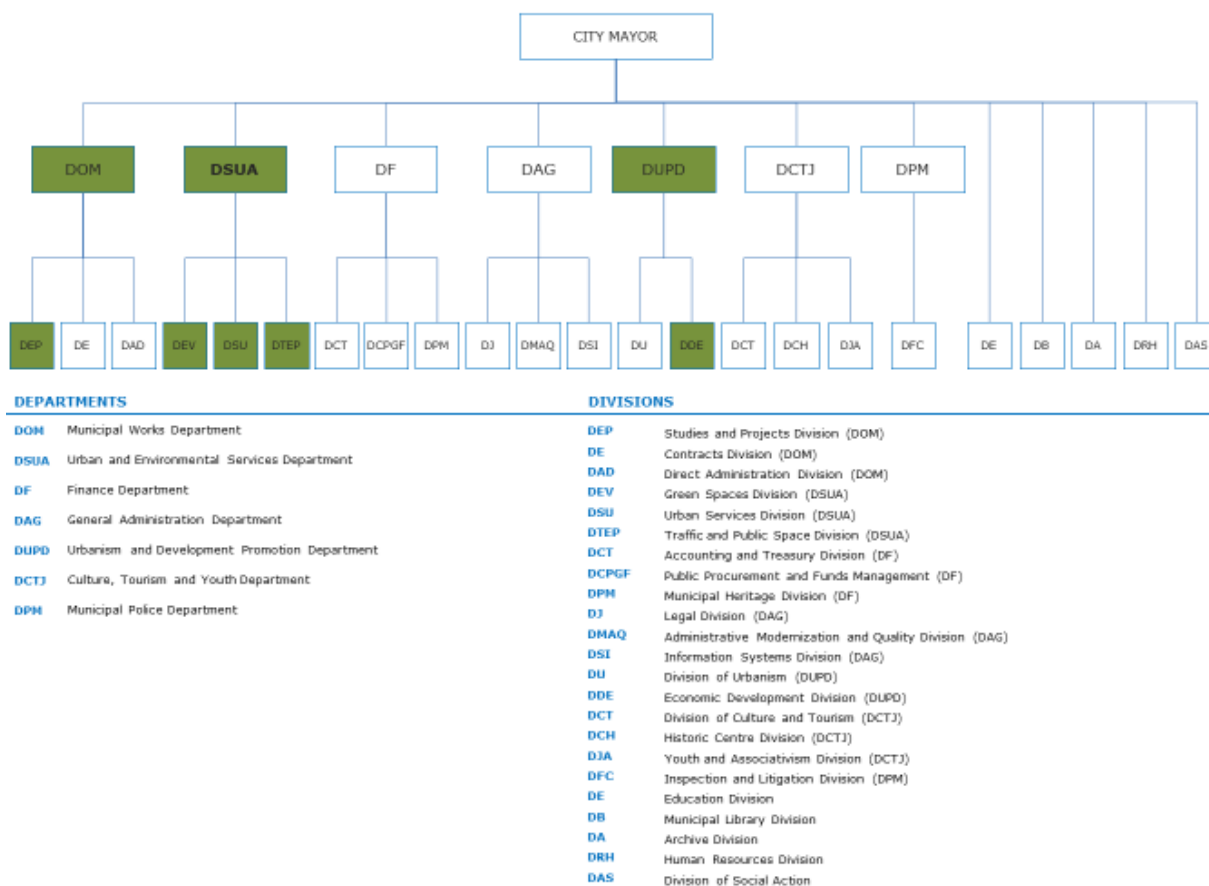 CITY MAYOR
DOM DSUA DF DAG DUPD DCTJ DPM
DEP DE DAD DEV DSU DTEP DCT DCPGF DPM DJ DMAQ DSI DU DDE DCT DCH DJA DFC DE DB DA DRH DAS
DEPARTMENTS
DOM Municipal Works Department
DSUA Urban and Environmental Services Department
DF Finance Department
DAG General Administration Department
DUPD Urbanism and Development Promotion Department
DCTJ Culture, Tourism and Youth Department
DPM Municipal Police Department
DIVISIONS
DEP Studies and Projects Division (DOM)
DE Contracts Division (DOM)
DAD Direct Administration Division (DOM)
DEV Green Spaces Division (DSUA)
DSU Urban Services Division (DSUA)
DTEP Traffic and Public Space Division (DSUA)
DCT Accounting and Treasury Division (DF)
DCPGF Public Procurement and Funds Management (DF)
DPM Municipal Heritage Division (DF)
DJ Legal Division (DAG)
DMAQ Administrative Modernization and Quality Division (DAG)
DSI Information Systems Division (DAG)
DU Division of Urbanism (DUPD)
DDE Economic Development Division (DUPD)
DCT Division of Culture and Tourism (DCTJ)
DCH Historic Centre Division (DCTJ)
DJA Youth and Associativism Division (DCTJ)
DFC Inspection and Litigation Division (DPM)
DE Education Division
DB Municipal Library Division
DA Archive Division
DRH Human Resources Division
DAS Division of Social Action